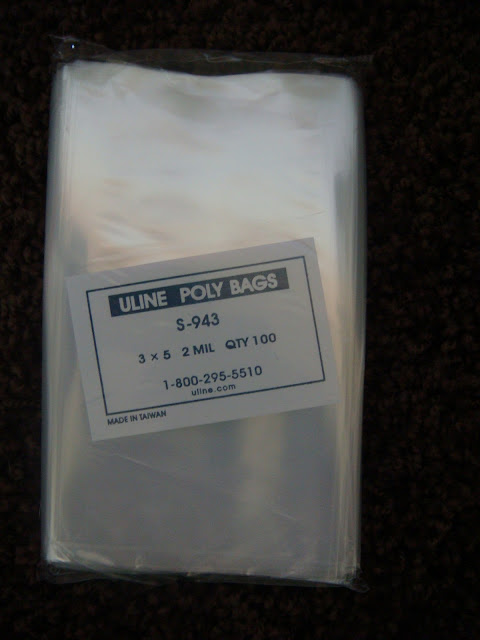 ULINE POLY BAGS
S-943
3 × 5 2 MIL QTY 100
1-800-295-5510
uline.com
MADE IN TAIWAN